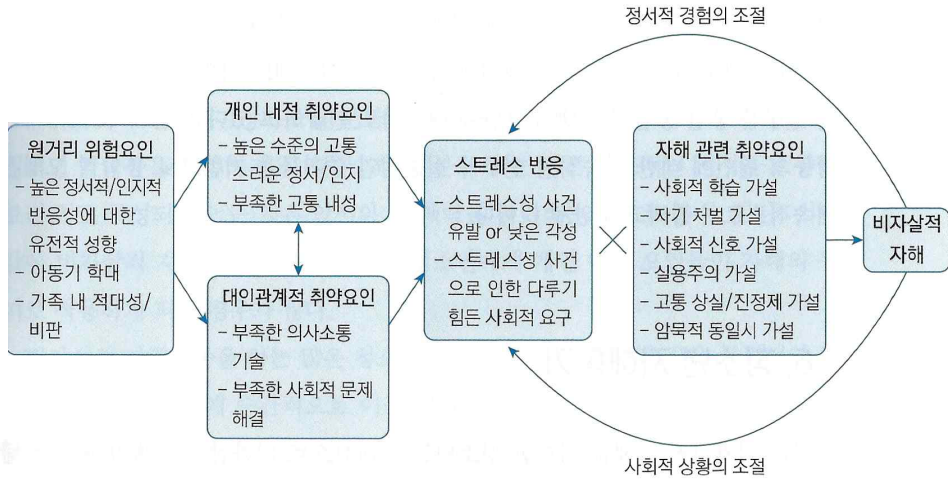 정서적 경험의 조절
원거리 위험요인
- 높은 정서적/인지적
반응성에 대한
유전적 성향
- 아동기 학대
- 가족 내 적대성/
비판
개인 내적 취약요인
- 높은 수준의 고통
스러운 정서/인지
- 부족한 고통 내성
대인관계적 취약요인
- 부족한 의사소통
기술
- 부족한 사회적 문제
해결
스트레스 반응
- 스트레스성 사건
유발 or 낮은 각성
- 스트레스성 사건
으로 인한 다루기
힘든 사회적 요구
자해 관련 취약요인
- 사회적 학습 가설
- 자기 처벌 가설
- 사회적 신호 가설
- 실용주의 가설
- 고통 상실/진정제 가설
- 암묵적 동일시 가설
비자살적
자해
사회적 상황의 조절